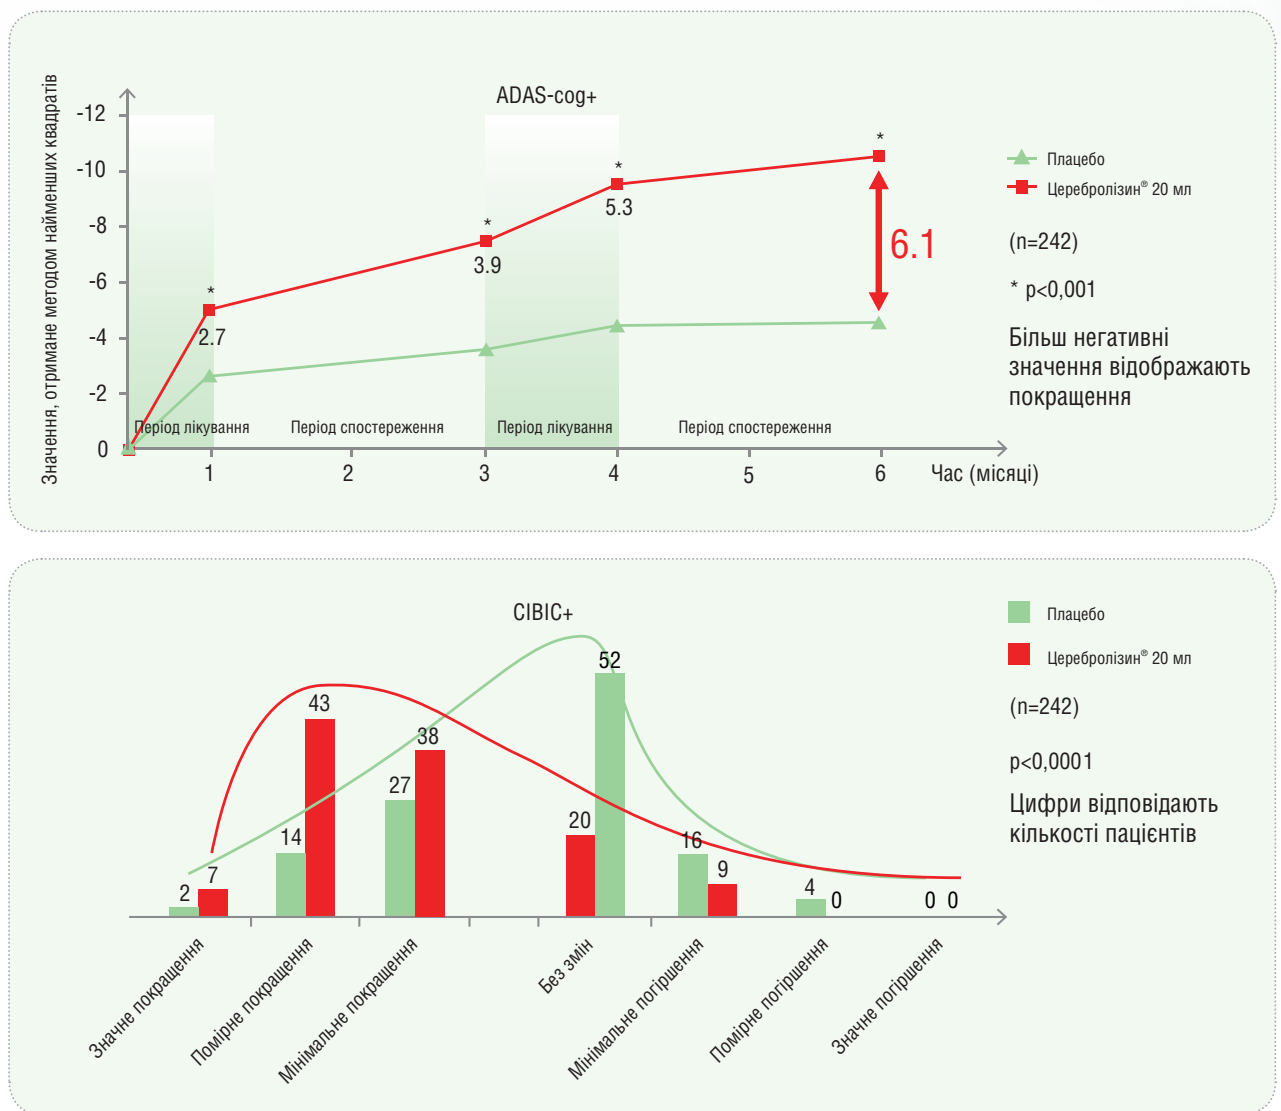 ADAS-cog+
Значення, отримане методом найменших квадратів
-12
-10
-8
-6
-4
-2
0
*
2.7
*
3.9
*
5.3
*
6.1
Період лікування
Період спостереження
Період лікування
Період спостереження
1
2
3
4
5
6
Час (місяці)
Плацебо
Церебролізин® 20 мл
(n=242)
* p<0,001
Більш негативні
значення відображають
покращення
CIBIC+
2
7
14
43
27
38
20
52
16
9
4
0
0
0
Значне покращення
Помірне покращення
Мінімальне покращення
Без змін
Мінімальне погіршення
Помірне погіршення
Значне погіршення
Плацебо
Церебролізин® 20 мл
(n=242)
p<0,0001
Цифри відповідають
кількості пацієнтів